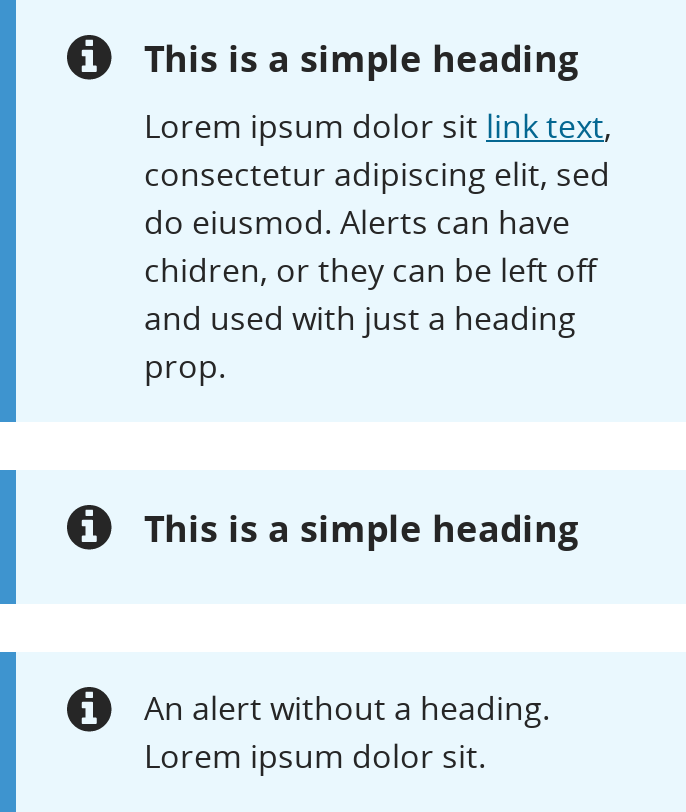 This is a simple heading
Lorem ipsum dolor sit link text,
consectetur adipiscing elit, sed
do eiusmod. Alerts can have
chidren, or they can be left off
and used with just a heading
prop.
This is a simple heading
An alert without a heading.
Lorem ipsum dolor sit.